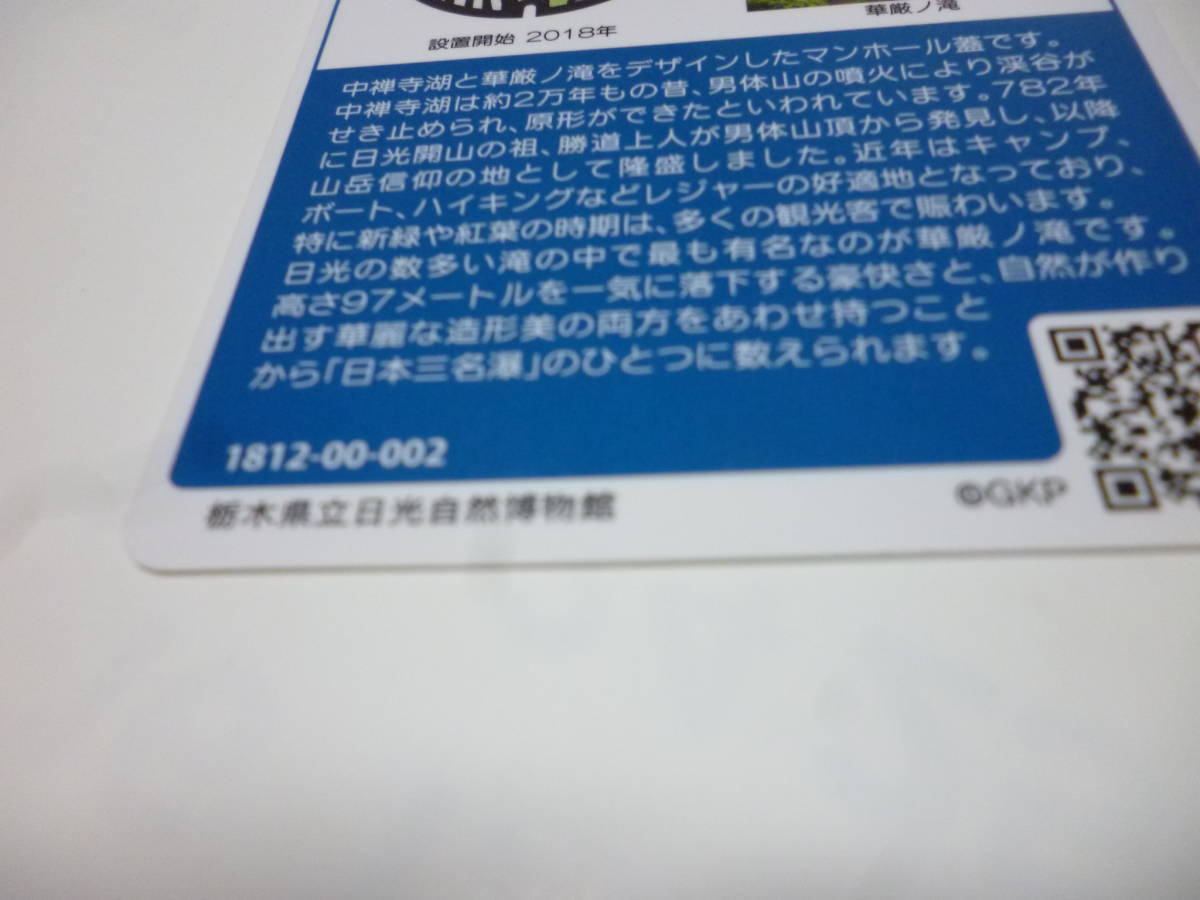 華厳ノ滝
設置開始 2018年
中禅寺湖と華厳ノ滝をデザインしたマンホール蓋です。
中禅寺湖は約2万年もの昔、男体山の噴火により渓谷が
せき止められ、原形ができたといわれています。782年
に日光開山の祖、勝道上人が男体山頂から発見し、以降
山岳信仰の地として隆盛しました。近年はキャンプ、
ボート、ハイキングなどレジャーの好適地となっており、
特に新緑や紅葉の時期は、多くの観光客で賑わいます。
日光の数多い滝の中で最も有名なのが華厳ノ滝です。
高さ97メートルを一気に落下する豪快さと、自然が作り
出す華麗な造形美の両方をあわせ持つこと
から「日本三名瀑」のひとつに数えられます。
1812-00-002
栃木県立日光自然博物館
©GKP